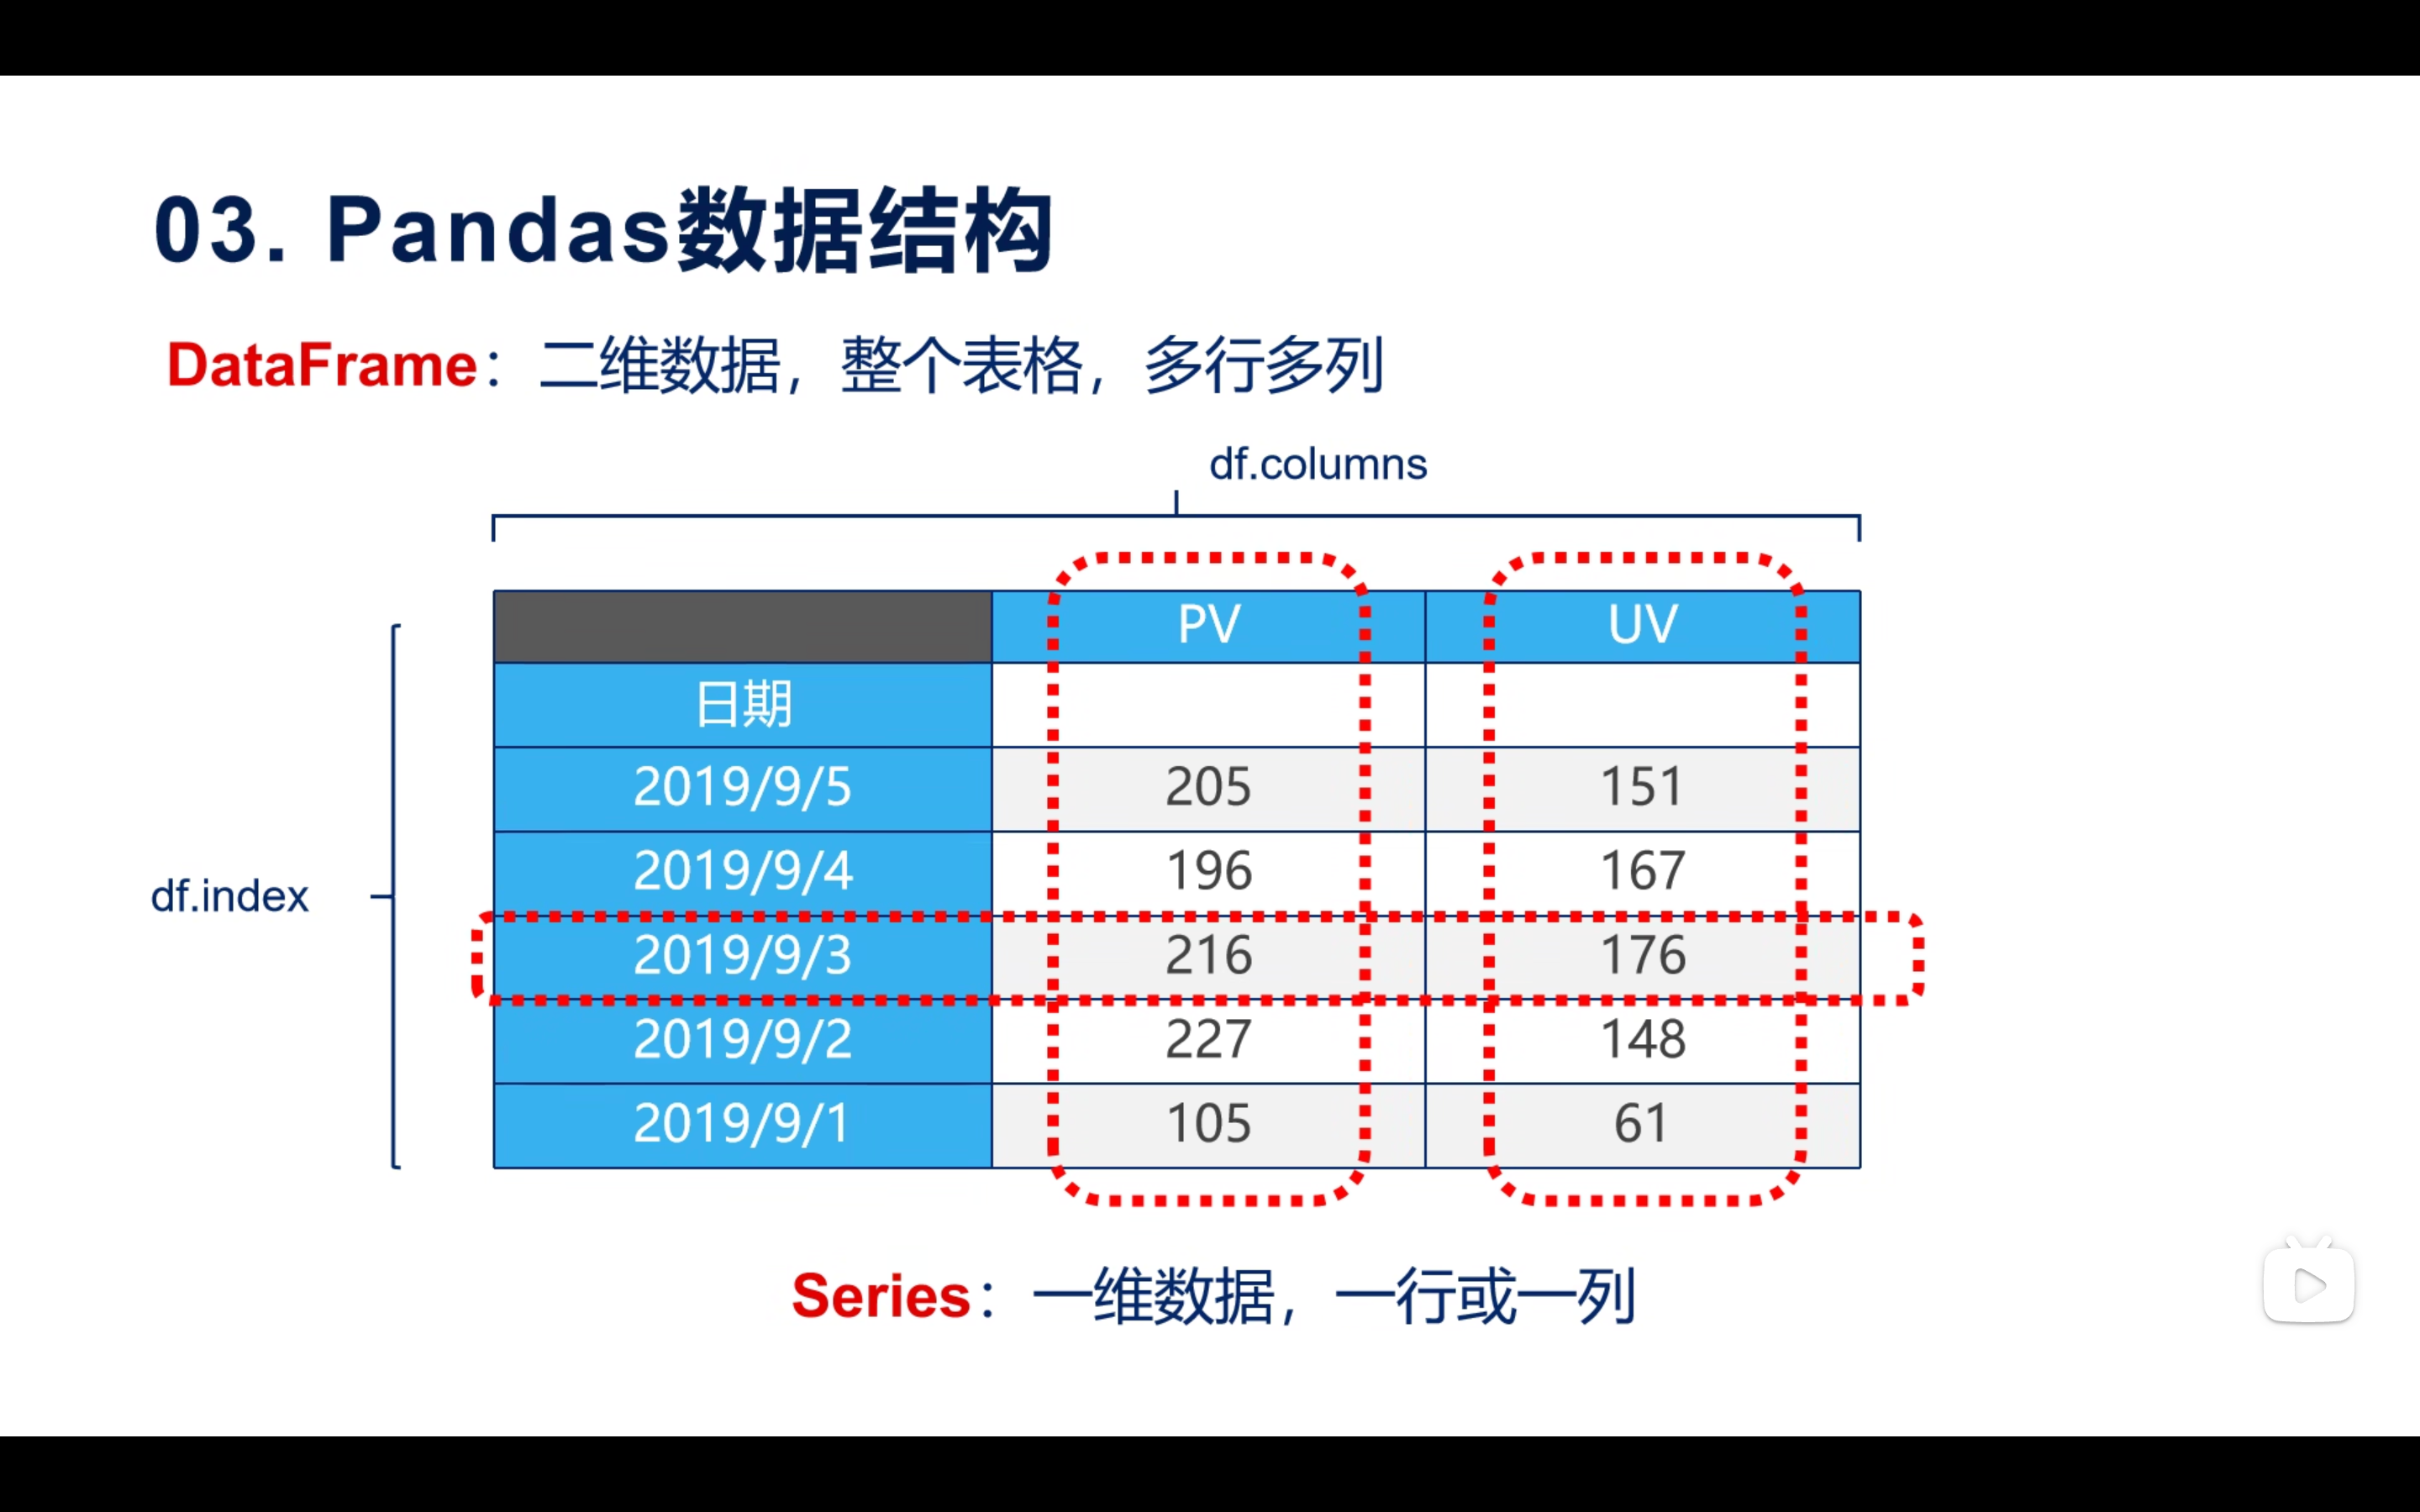 03. Pandas数据结构
DataFrame：二维数据，整个表格，多行多列
df.columns
PV UV
日期
2019/9/5 205 151
2019/9/4 196 167
df.index
2019/9/3 216 176
2019/9/2 227 148
2019/9/1 105 61
Series：一维数据，一行或一列